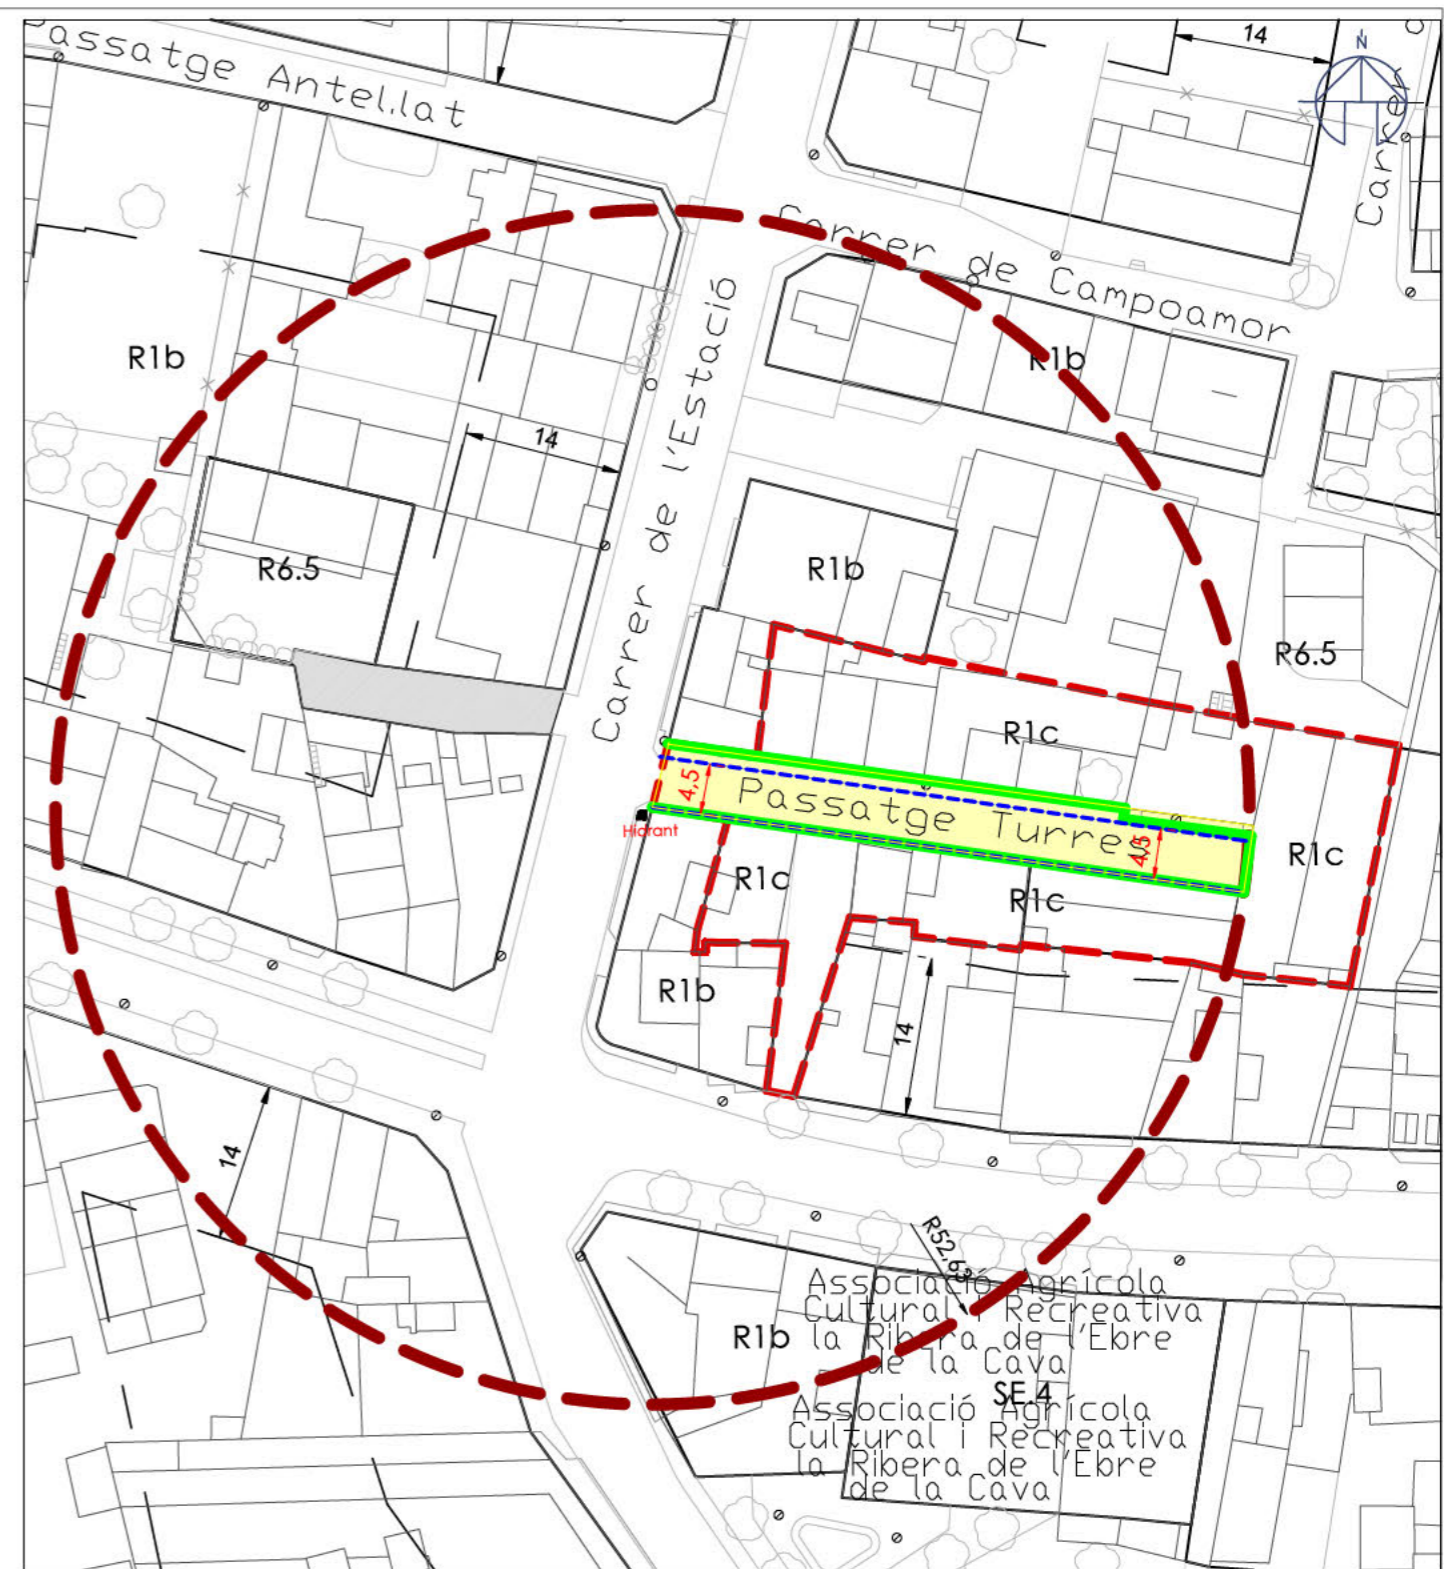 Passatge Antel.lat
14
N
Carrer
Carrer de Campoamor
R1b
R1b
Carrer de l'Estació
14
R6.5
R1b
R6.5
R1c
4,5
Passatge Turres
4,5
Hidrant
R1c
R1c
R1c
R1b
14
14
R52,63
Associació Agrícola
Cultural i Recreativa
la Ribera de l'Ebre
de la Cava
R1b
SE.4
Associació Agrícola
Cultural i Recreativa
la Ribera de l'Ebre
de la Cava